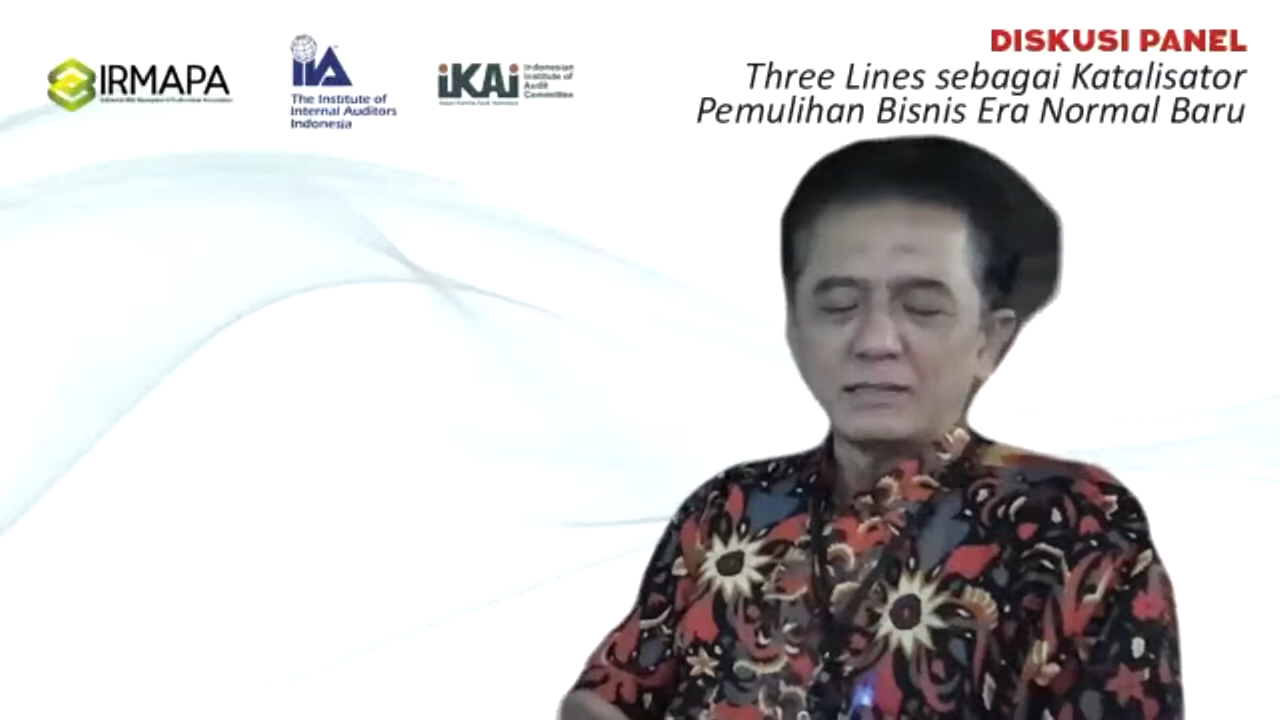 IRMAPA
IIA
The Institute of
Internal Auditors
Indonesia
iKAi
Indonesian
Institute of
Audit
Committee
DISKUSI PANEL
Three Lines sebagai Katalisator
Pemulihan Bisnis Era Normal Baru